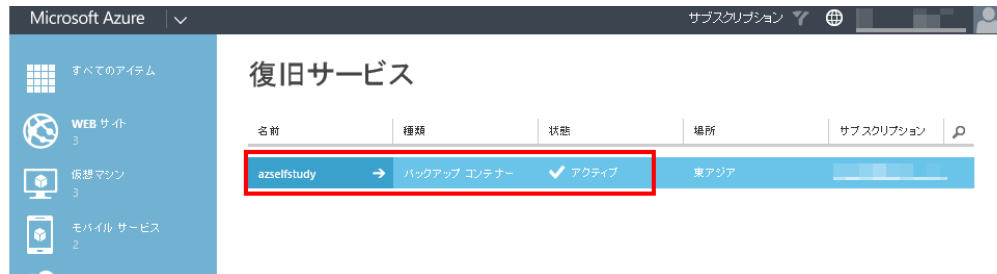 Microsoft Azure
サブスクリプション
すべてのアイテム
復旧サービス
WEB サイト
3
名前 種類 状態 場所 サブスクリプション
仮想マシン
3
azselfstudy → バックアップ コンテナー アクティブ 東アジア
モバイル サービス
2